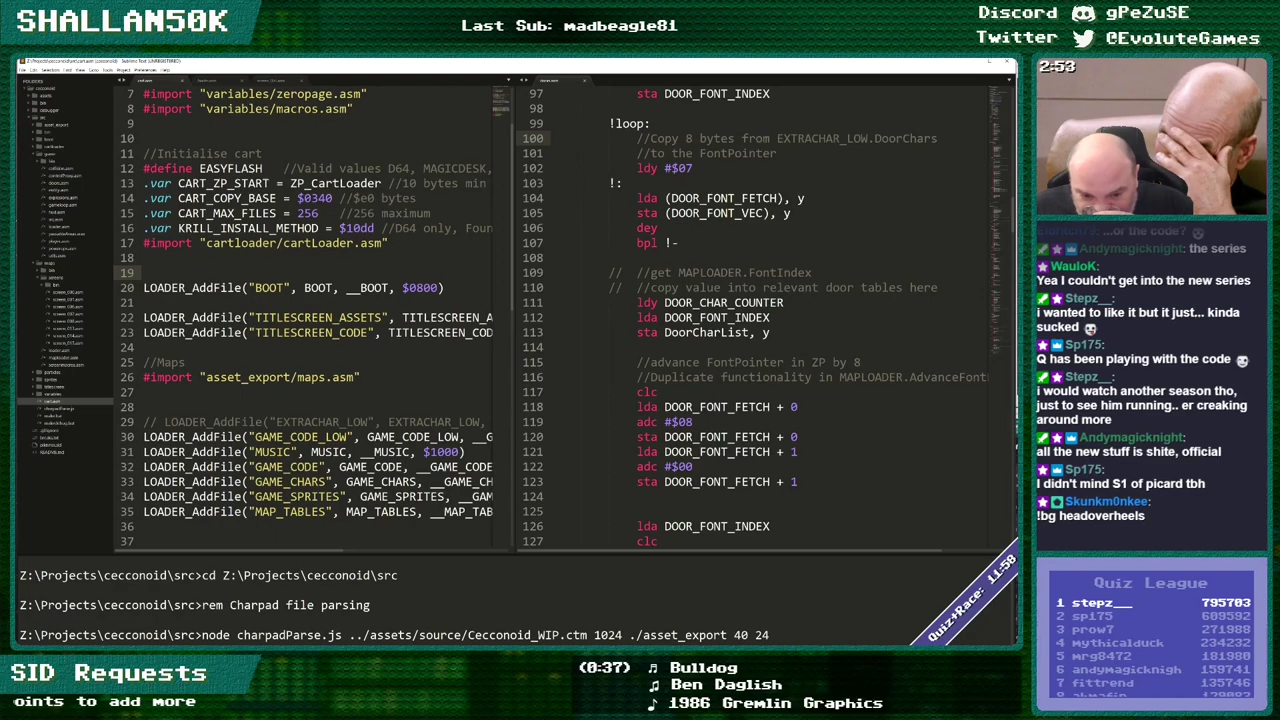 SHALLAN50K
Last Sub: madbeagle81
Discord gPeZuSE
Twitter @EvoluteGames
2:53
7 #import "variables/zeropage.asm"
8 #import "variables/macros.asm"
9
10
11 //Initialise cart
12 #define EASYFLASH valid values D64, MAGICDSK,
13 .var CART_ZP_START = ZP_CartLoader //10 bytes min
14 .var CART_COPY_BASE = $0340 //$e0 bytes
15 .var CART_MAX_FILES = 256 //256 maximum
16 .var KRILL_INSTALL_METHOD = $10dd //D64 only,
17 #import "cartloader/CartLoader.asm"
18
19
20 LOADER_AddFile("BOOT", BOOT, __BOOT, $0800)
21
22 LOADER_AddFile("TITLESCREEN_ASSETS", TITLESCREEN_A
23 LOADER_AddFile("TITLESCREEN_CODE", TITLESCREEN_COD
24
25 //Maps
26 #import "asset_export/maps.asm"
27
28
29 // LOADER_AddFile("EXTRACHAR_LOW", EXTRACHAR_LOW,
30 LOADER_AddFile("GAME_CODE_LOW", GAME_CODE_LOW,
31 LOADER_AddFile("MUSIC", MUSIC, __MUSIC, $1000)
32 LOADER_AddFile("GAME_CODE", GAME_CODE, __GAME_CODE
33 LOADER_AddFile("GAME_CHARS", GAME_CHARS, __GAME_CH
34 LOADER_AddFile("GAME_SPRITES", GAME_SPRITES, __GAM
35 LOADER_AddFile("MAP_TABLES", MAP_TABLES, __MAP_TAB
36
37
97 sta DOOR_FONT_INDEX
98
99 !loop:
100 //Copy 8 bytes from EXTRACHAR_LOW.DoorChars
101 //to the FontPointer
102 ldy #$07
103 !:
104 lda (DOOR_FONT_FETCH), y
105 sta (DOOR_FONT_), y
106 dey
107 bpl !-
108
109 // //get MAPLOADER.FontIndex
110 // //copy value into relevant door tables here
111 ldy DOOR_CHAR_POINTER
112 lda DOOR_FONT_INDEX
113 sta DoorCharList, y
114
115 //advance FontPointer in ZP by 8
116 //Duplicate functionality in MAPLOADER.AdvanceFont
117 clc
118 lda DOOR_FONT_FETCH + 0
119 adc #$08
120 sta DOOR_FONT_FETCH + 0
121 lda DOOR_FONT_FETCH + 1
122 adc #$00
123 sta DOOR_FONT_FETCH + 1
124
125
126 lda DOOR_FONT_INDEX
127 clc
Z:\Projects\cecconoid\src>cd Z:\Projects\cecconoid\src
Z:\Projects\cecconoid\src>rem Charpad file parsing
Z:\Projects\cecconoid\src>node charpadParse.js ../assets/source/Cecconoid_WIP.ctm 1024 ./asset_export 40 24
Quiz+Race: 11:58
...or the code?
Andymagicknight: the series
WauloK:
Yea I couldn't get into the new series
Stepz__:
i wanted to like it but it just... kinda
sucked
Sp175:
Q has been playing with the code
Stepz__:
i would watch another season tho,
just to see him running.. er creaking
around more
Andymagicknight:
all the new stuff is shite, official
Sp175:
I didn't mind S1 of picard tbh
Skunkm0nkee:
!bg headoverheels
Quiz League
1 stepz__ 795703
2 sp175 609592
3 prow7 271988
4 mythicalduck 234232
5 mrg8472 181980
6 andymagicknigh 159741
7 fittrend 135746
SID Requests
oints to add more
(0:37) Bulldog
Ben Daglish
Gremlin Graphics